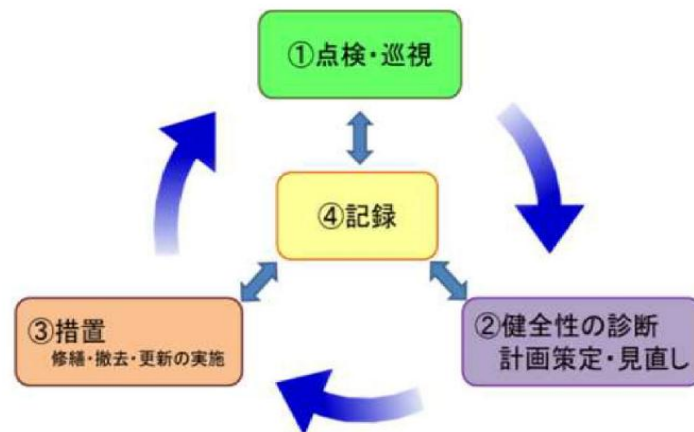 ①点検・巡視
④記録
③措置
修繕・撤去・更新の実施
②健全性の診断
計画策定・見直し